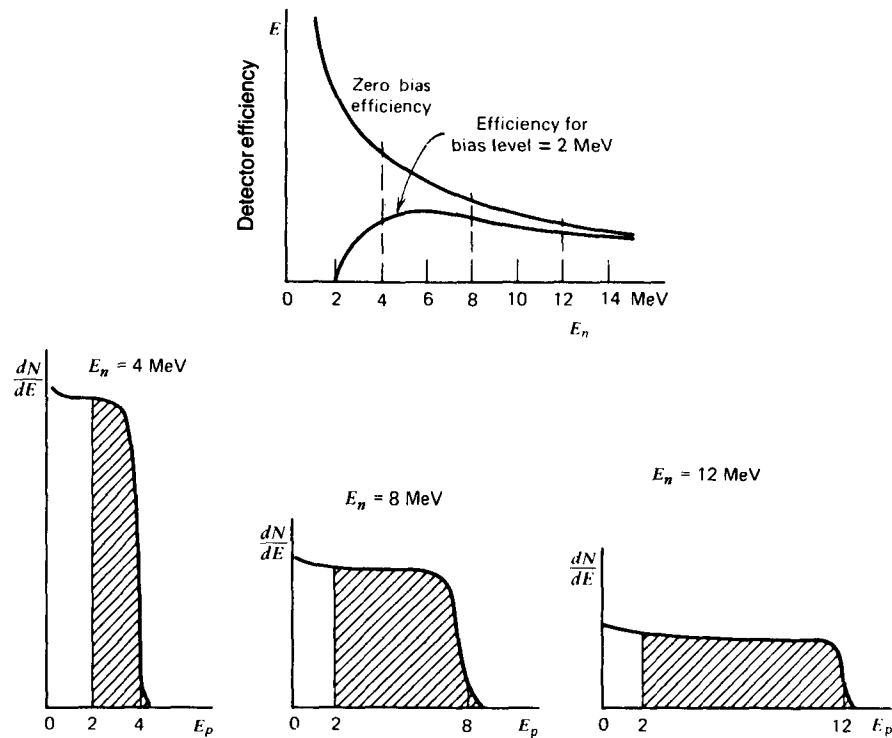 E
Detector efficiency
Zero bias
efficiency
Efficiency for
bias level = 2 MeV
0 2 4 6 8 10 12 14 MeV
E_n
dN
dE
E_n = 4 MeV
0 2 4 E_p
E_n = 8 MeV
dN
dE
0 2 8 E_p
E_n = 12 MeV
dN
dE
0 2 12 E_p